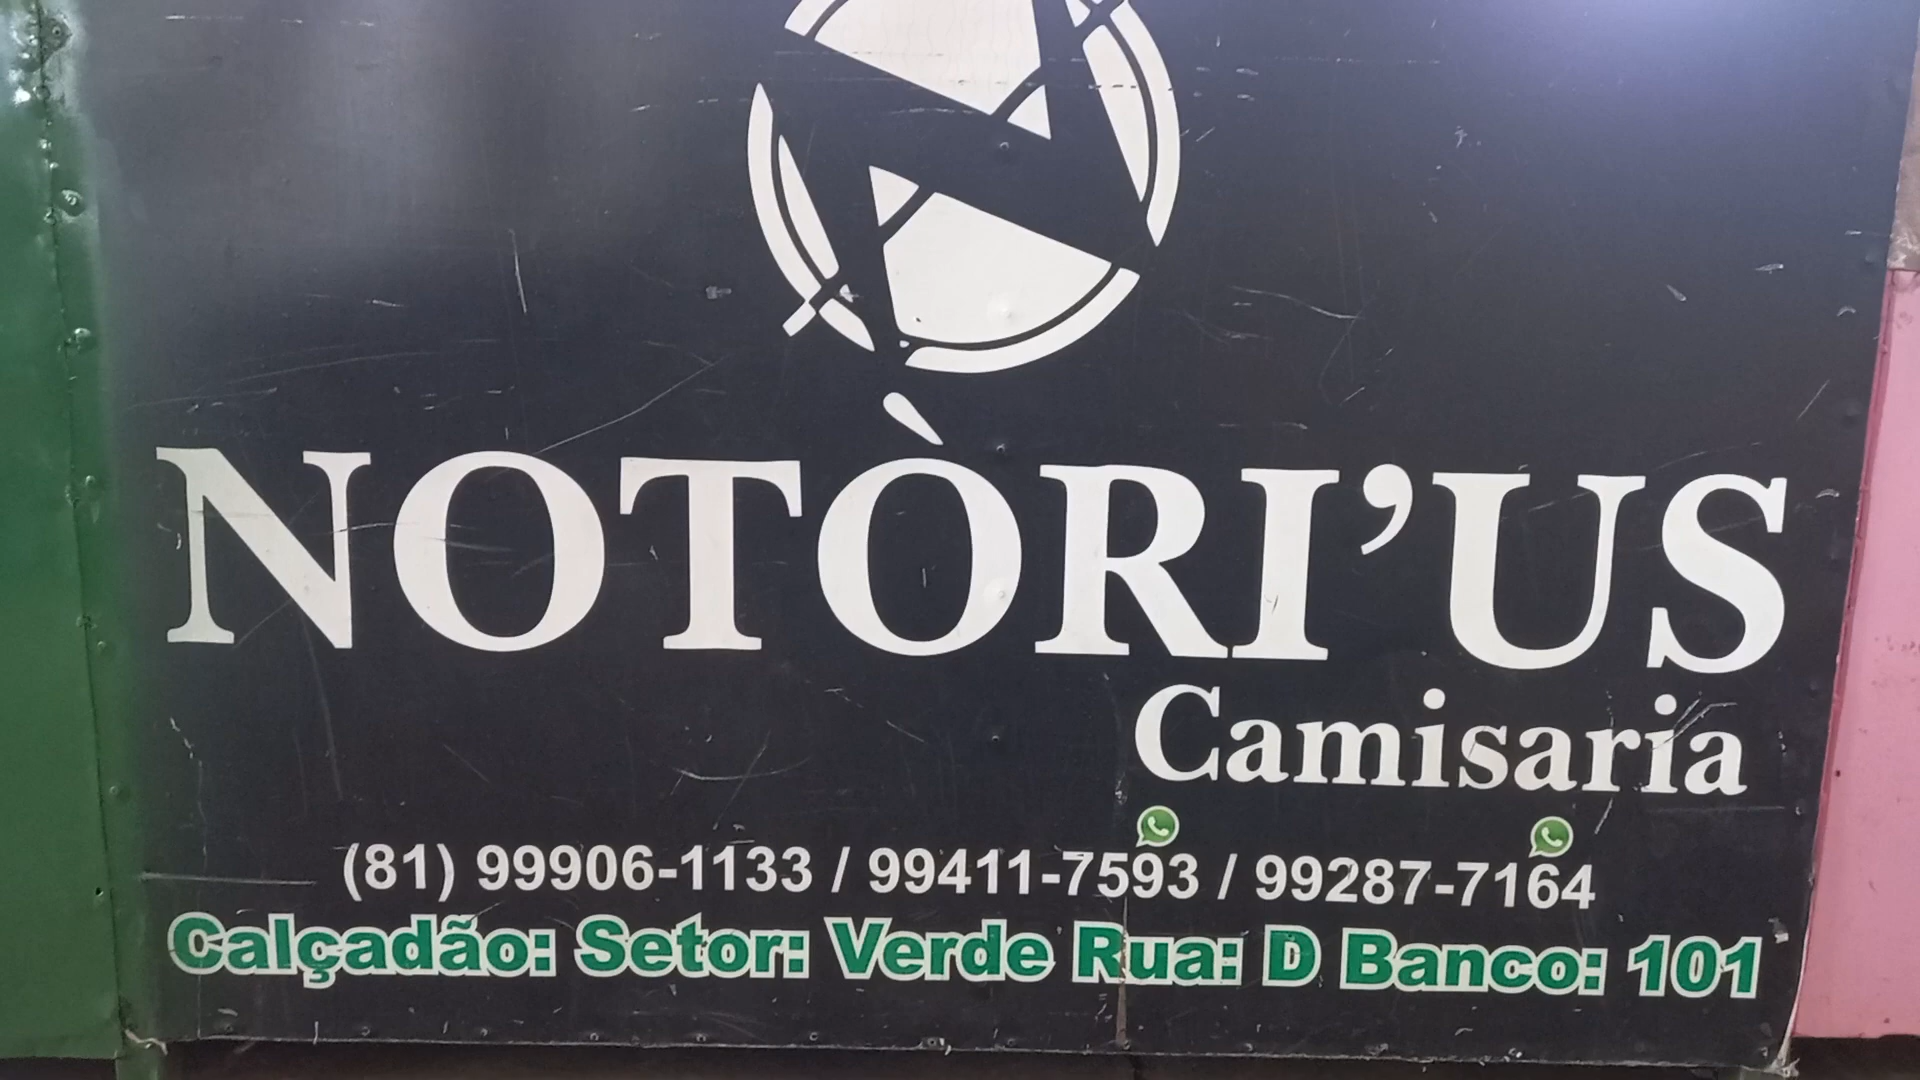 NOTÒRI’US
Camisaria
(81) 99906-1133 / 99411-7593 / 99287-7164
Calçadão: Setor: Verde Rua: D Banco: 101